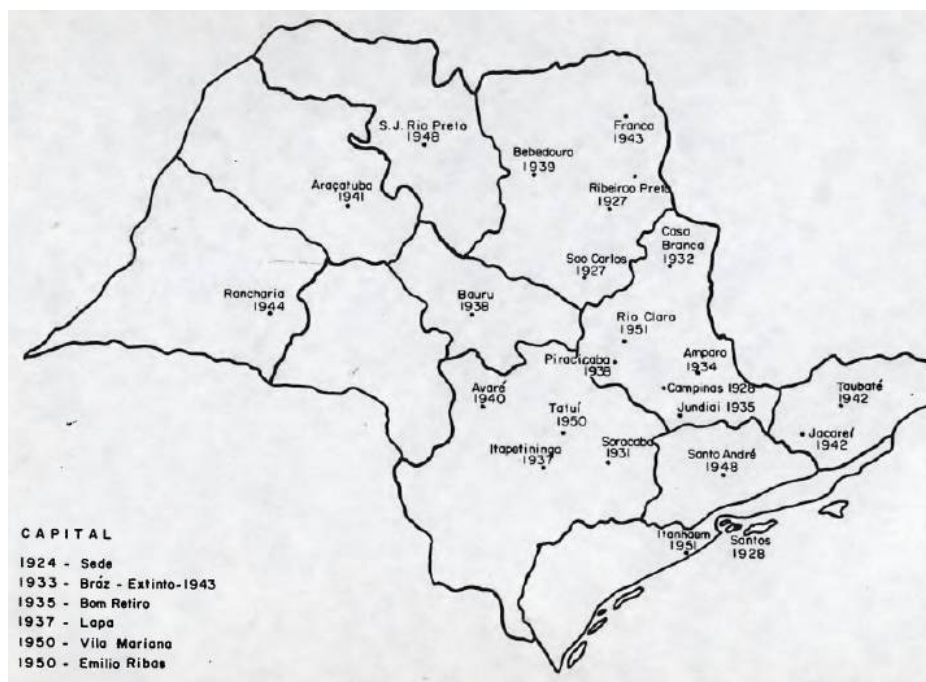 Franca
1943
S. J. Rio Preto
1948
Bebedouro
1939
Araçatuba
1941
Ribeiroo Preto
1927
Casa
Branca
1932
Sao Carlos
1927
Rancharia
1944
Bauru
1938
Rio Claro
1951
Piracicaba
1938
Amparo
1934
Campinas 1928
Taubaté
1942
Avaré
1940
Jundiai 1935
Tatuí
1950
Jacareí
1942
Sorocaba
1931
Itapetininga
1937
Santo André
1948
Itanhaem
1951
Santos
1928
CAPITAL
1924 - Sede
1933 - Bráz - Extinto-1943
1935 - Bom Retiro
1937 - Lapa
1950 - Vila Mariana
1950 - Emilio Ribas